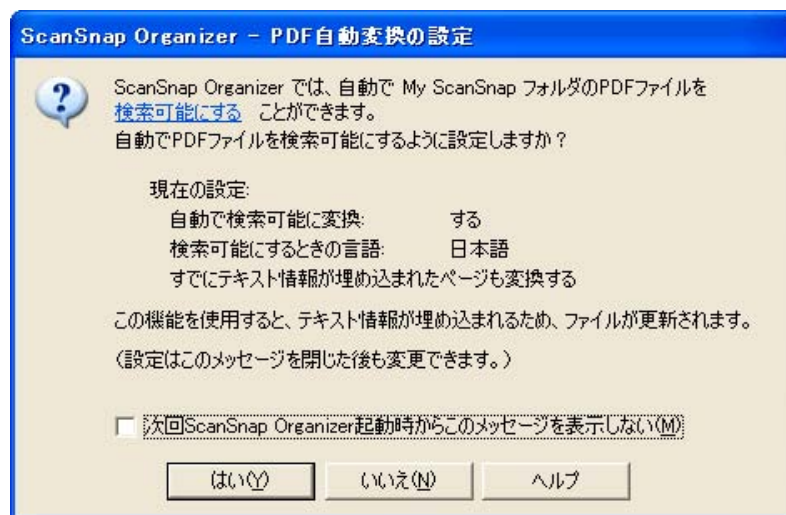 ScanSnap Organizer - PDF自動変換の設定
ScanSnap Organizer では、自動で My ScanSnap フォルダのPDFファイルを
検索可能にする ことができます。
自動でPDFファイルを検索可能にするように設定しますか？
現在の設定:
自動で検索可能に変換: する
検索可能にするときの言語: 日本語
すでにテキスト情報が埋め込まれたページも変換する
この機能を使用すると、テキスト情報が埋め込まれるため、ファイルが更新されます。
（設定はこのメッセージを閉じた後も変更できます。）
次回ScanSnap Organizer起動時からこのメッセージを表示しない(M)
はい(Y) いいえ(N) ヘルプ